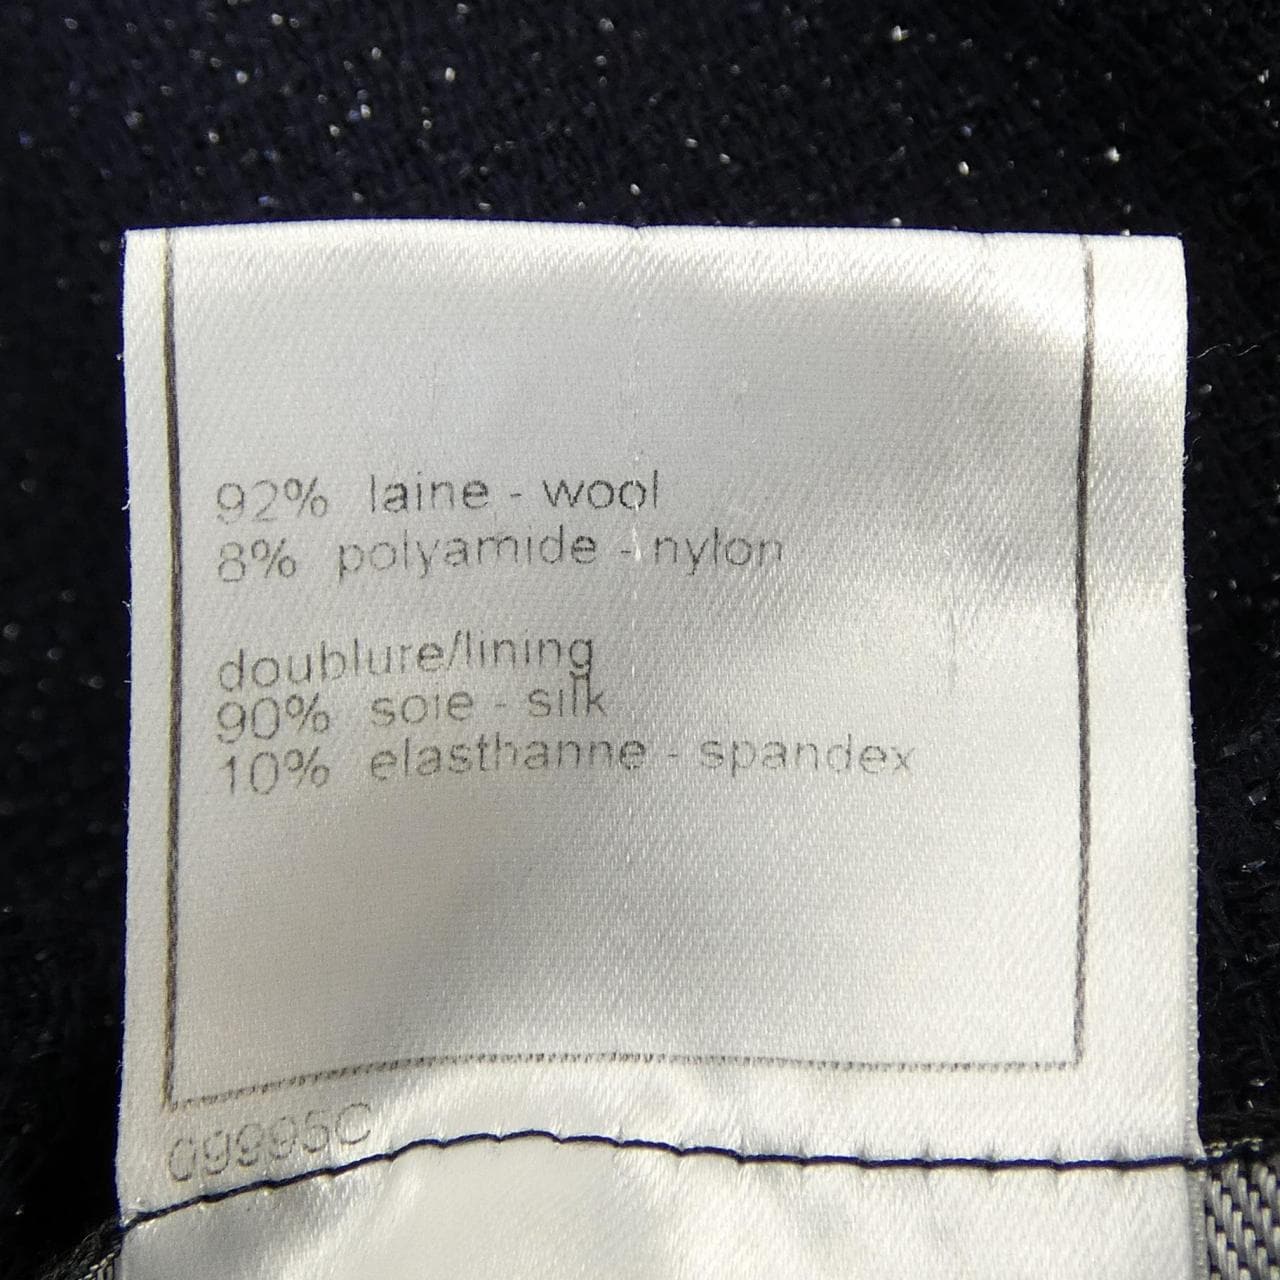 92% laine - wool
8% polyamide - nylon
doublure/lining
90% soie - silk
10% elasthanne - spandex
09995C